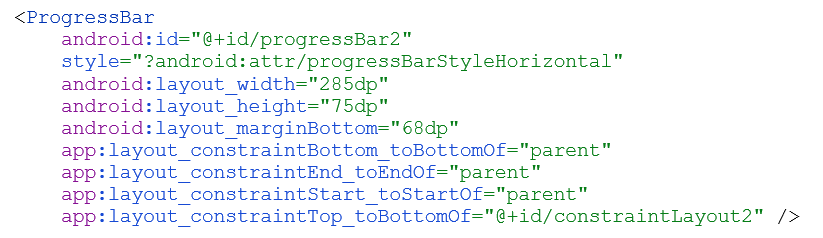 <ProgressBar
android:id="@+id/progressBar2"
style="?android:attr/progressBarStyleHorizontal"
android:layout_width="285dp"
android:layout_height="75dp"
android:layout_marginBottom="68dp"
app:layout_constraintBottom_toBottomOf="parent"
app:layout_constraintEnd_toEndOf="parent"
app:layout_constraintStart_toStartOf="parent"
app:layout_constraintTop_toBottomOf="@+id/constraintLayout2" />